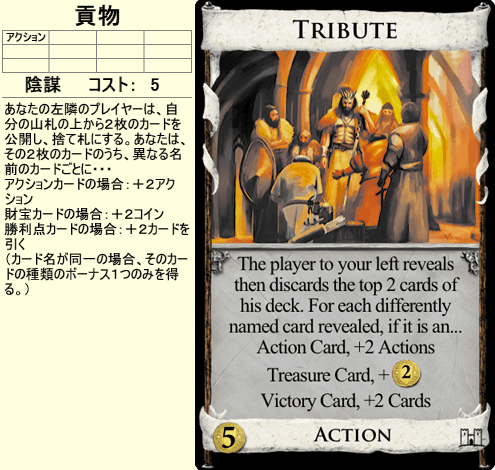 貢物
アクション
陰謀 コスト: 5
あなたの左隣のプレイヤーは、自
分の山札の上から2枚のカードを
公開し、捨て札にする。あなたは、
その2枚のカードのうち、異なる名
前のカードごとに・・・
アクションカードの場合:+2アク
ション
財宝カードの場合:+2コイン
勝利点カードの場合:+2カードを
引く
(カード名が同一の場合、そのカー
ドの種類のボーナス1つのみを得
る。)
TRIBUTE
The player to your left reveals
then discards the top 2 cards of
his deck. For each differently
named card revealed, if it is an...
Action Card, +2 Actions
Treasure Card, + 2
Victory Card, +2 Cards
5 ACTION